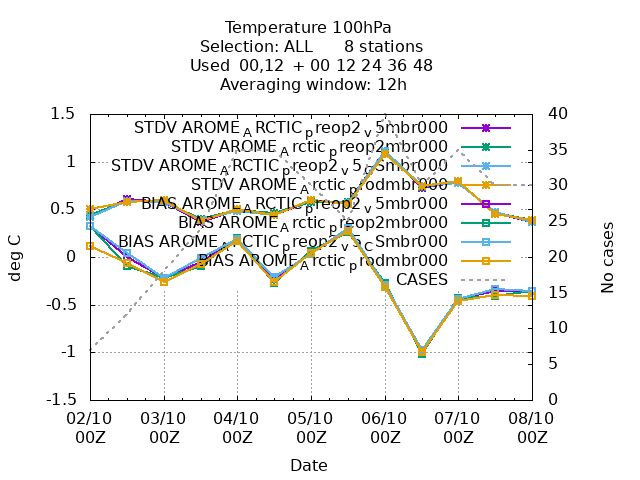 Temperature 100hPa
Selection: ALL 8 stations
Used 00,12 + 00 12 24 36 48
Averaging window: 12h
STDV AROME_ARCTIC_preop2_v_5mbr000
STDV AROME_Arctic_preop2mbr000
STDV AROME_ARCTIC_preop2_v_5_CSmbr000
STDV AROME_Arctic_prodmbr000
BIAS AROME_ARCTIC_preop2_v_5mbr000
BIAS AROME_Arctic_preop2mbr000
BIAS AROME_ARCTIC_preop2_v_5_CSmbr000
BIAS AROME_Arctic_prodmbr000
CASES
1.5
1
0.5
0
-0.5
-1
-1.5
deg C
40
35
30
25
20
15
10
5
0
No cases
02/10 03/10 04/10 05/10 06/10 07/10 08/10
00Z 00Z 00Z 00Z 00Z 00Z 00Z
Date